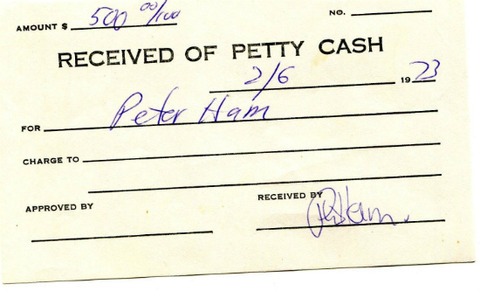 AMOUNT $ 500 00/100 NO.
RECEIVED OF PETTY CASH
2/6 1973
FOR Peter Ham
CHARGE TO
APPROVED BY RECEIVED BY